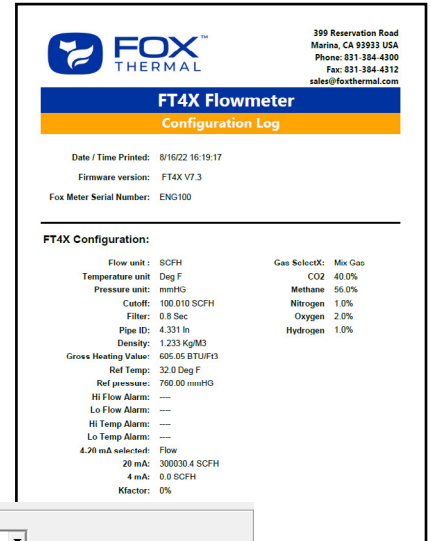 FOX™
THERMAL
399 Reservation Road
Marina, CA 93933 USA
Phone: 831-384-4300
Fax: 831-384-4312
sales@foxthermal.com
FT4X Flowmeter
Configuration Log
Date / Time Printed: 8/16/22 16:19:17
Firmware version: FT4X V7.3
Fox Meter Serial Number: ENG100
FT4X Configuration:
Flow unit : SCFH
Temperature unit Deg F
Pressure unit: mmHG
Cutoff: 100.010 SCFH
Filter: 0.8 Sec
Pipe ID: 4.331 In
Density: 1.233 Kg/M3
Gross Heating Value: 605.05 BTU/Ft3
Ref Temp: 32.0 Deg F
Ref pressure: 760.00 mmHG
Hi Flow Alarm: ----
Lo Flow Alarm: ----
Hi Temp Alarm: ----
Lo Temp Alarm: ----
4-20 mA selected: Flow
20 mA: 300030.4 SCFH
4 mA: 0.0 SCFH
Kfactor: 0%
Gas SelectX: Mix Gas
CO2 40.0%
Methane 56.0%
Nitrogen 1.0%
Oxygen 2.0%
Hydrogen 1.0%